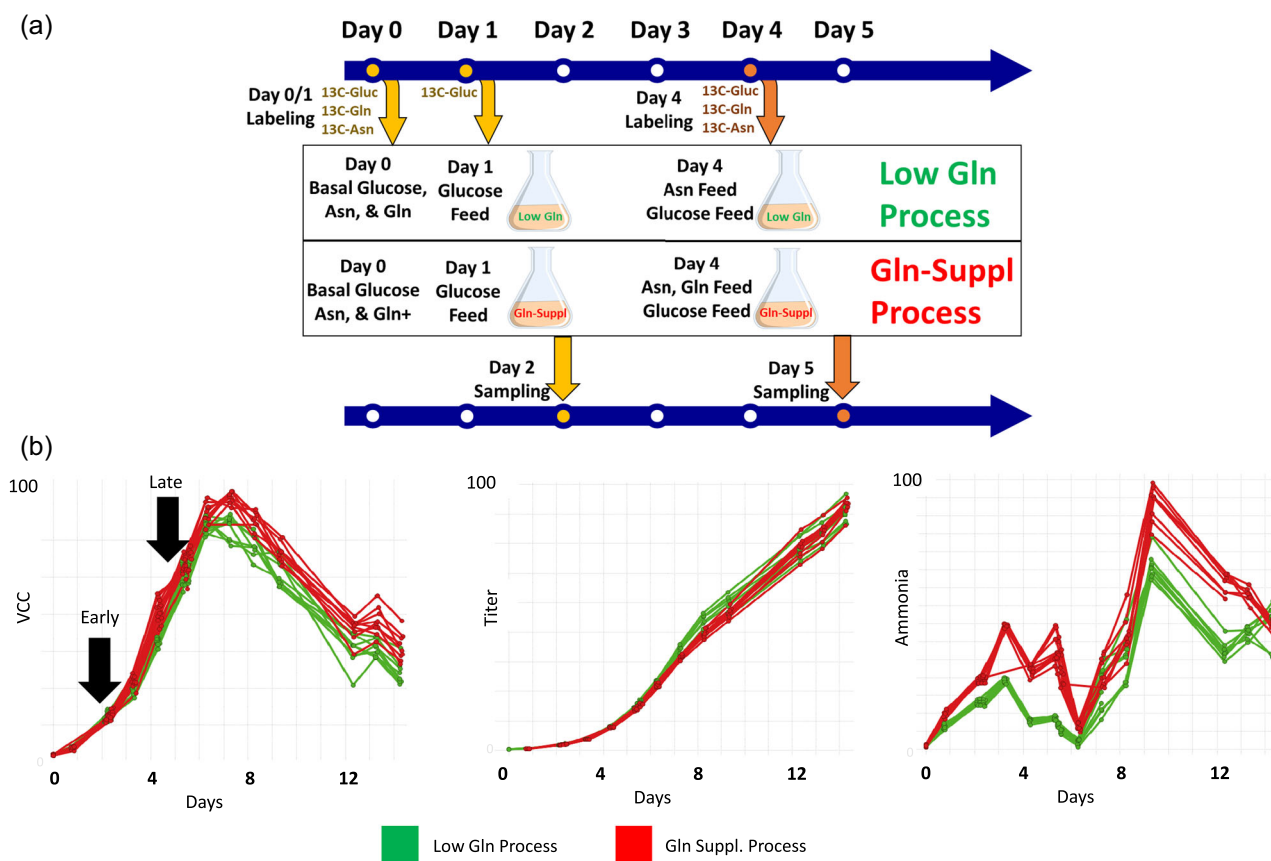 (a)
Day 0 Day 1 Day 2 Day 3 Day 4 Day 5
Day 0/1
Labeling
13C-Gluc
13C-Gln
13C-Asn
13C-Gluc
Day 4
Labeling
13C-Gluc
13C-Gln
13C-Asn
Day 0
Basal Glucose,
Asn, & Gln
Day 1
Glucose
Feed
Low Gln
Day 4
Asn Feed
Glucose Feed
Low Gln
Low Gln
Process
Day 0
Basal Glucose
Asn, & Gln+
Day 1
Glucose
Feed
Gln-Suppl
Day 4
Asn, Gln Feed
Glucose Feed
Gln-Suppl
Gln-Suppl
Process
Day 2
Sampling
Day 5
Sampling
(b)
100
VCC
0
Early
Late
0 4 8 12
Days
100
Titer
0
0 4 8 12
Days
100
Ammonia
0
0 4 8 12
Days
Low Gln Process
Gln Suppl. Process